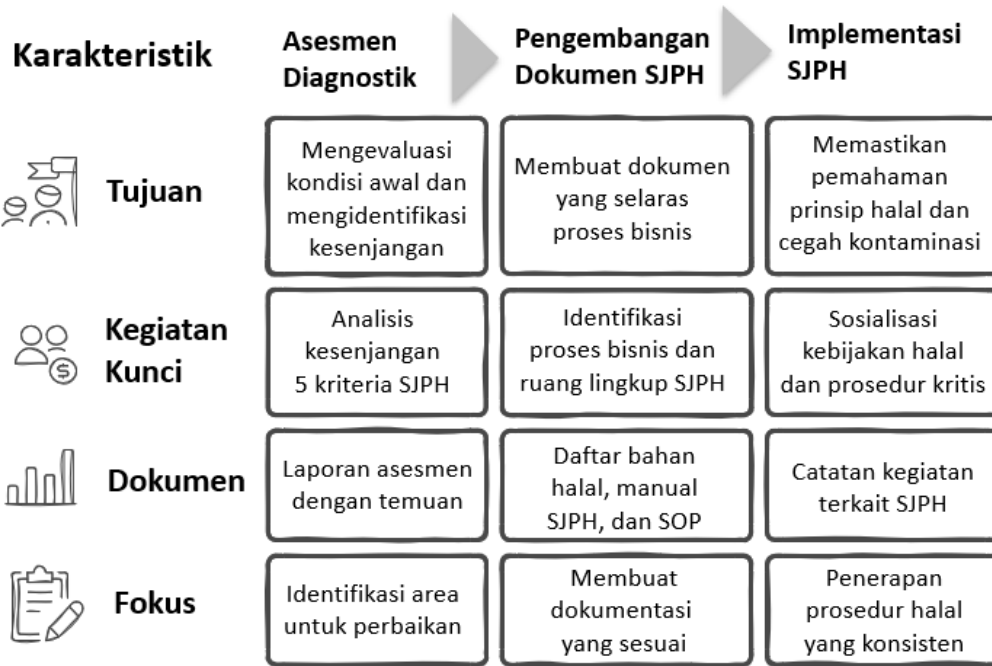 Karakteristik
Asesmen
Diagnostik
Pengembangan
Dokumen SJPH
Implementasi
SJPH
Tujuan
Mengevaluasi
kondisi awal dan
mengidentifikasi
kesenjangan
Membuat dokumen
yang selaras
proses bisnis
Memastikan
pemahaman
prinsip halal dan
cegah kontaminasi
Kegiatan
Kunci
Analisis
kesenjangan
5 kriteria SJPH
Identifikasi
proses bisnis dan
ruang lingkup SJPH
Sosialisasi
kebijakan halal
dan prosedur kritis
Dokumen
Laporan asesmen
dengan temuan
Daftar bahan
halal, manual
SJPH, dan SOP
Catatan kegiatan
terkait SJPH
Fokus
Identifikasi area
untuk perbaikan
Membuat
dokumentasi
yang sesuai
Penerapan
prosedur halal
yang konsisten